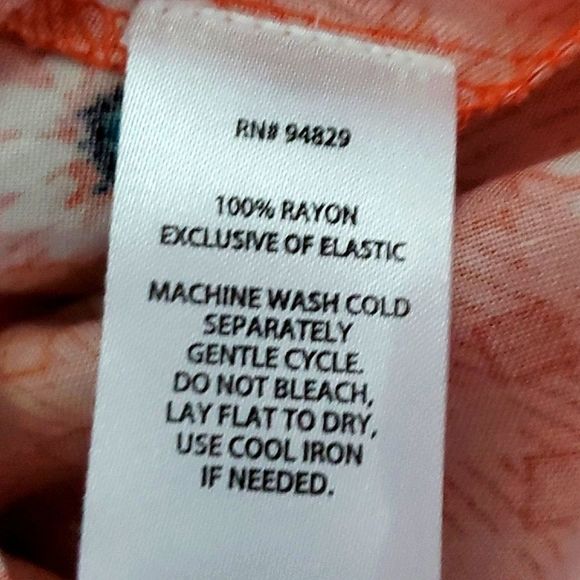 RN# 94829
100% RAYON
EXCLUSIVE OF ELASTIC
MACHINE WASH COLD
SEPARATELY
GENTLE CYCLE.
DO NOT BLEACH,
LAY FLAT TO DRY,
USE COOL IRON
IF NEEDED.